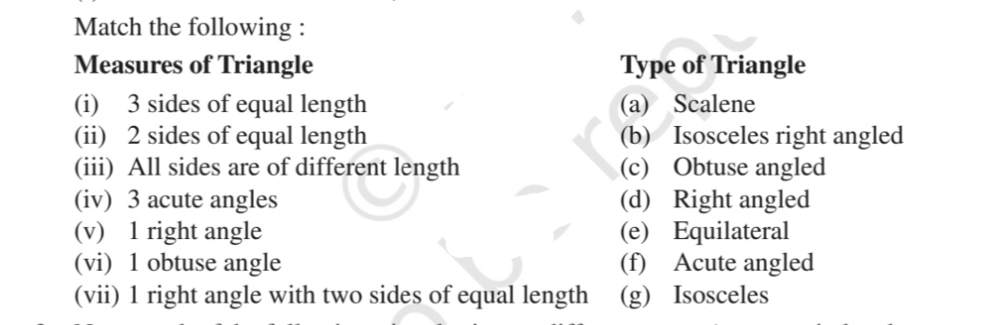 Match the following :
Measures of Triangle Type of Triangle
(i) 3 sides of equal length (a) Scalene
(ii) 2 sides of equal length (b) Isosceles right angled
(iii) All sides are of different length (c) Obtuse angled
(iv) 3 acute angles (d) Right angled
(v) 1 right angle (e) Equilateral
(vi) 1 obtuse angle (f) Acute angled
(vii) 1 right angle with two sides of equal length (g) Isosceles